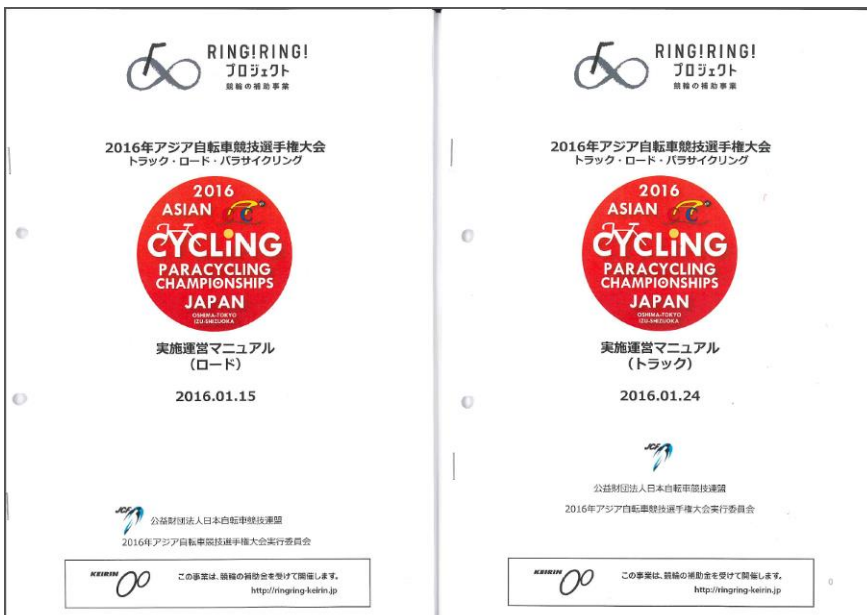 RING!RING!
プロジェクト
競輪の補助事業
2016年アジア自転車競技選手権大会
トラック・ロード・パラサイクリング
2016
ASIAN
CYCLiNG
PARACYCLING
CHAMPIONSHIPS
JAPAN
OSHIMA-TOKYO
IZU-SHIZUOKA
実施運営マニュアル
（ロード）
2016.01.15
JCF
公益財団法人日本自転車競技連盟
2016年アジア自転車競技選手権大会実行委員会
KEIRIN
この事業は、競輪の補助金を受けて開催します。
http://ringring-keirin.jp
RING!RING!
プロジェクト
競輪の補助事業
2016年アジア自転車競技選手権大会
トラック・ロード・パラサイクリング
2016
ASIAN
CYCLiNG
PARACYCLING
CHAMPIONSHIPS
JAPAN
OSHIMA-TOKYO
IZU-SHIZUOKA
実施運営マニュアル
（トラック）
2016.01.24
JCF
公益財団法人日本自転車競技連盟
2016年アジア自転車競技選手権大会実行委員会
KEIRIN
この事業は、競輪の補助金を受けて開催します。
http://ringring-keirin.jp
0